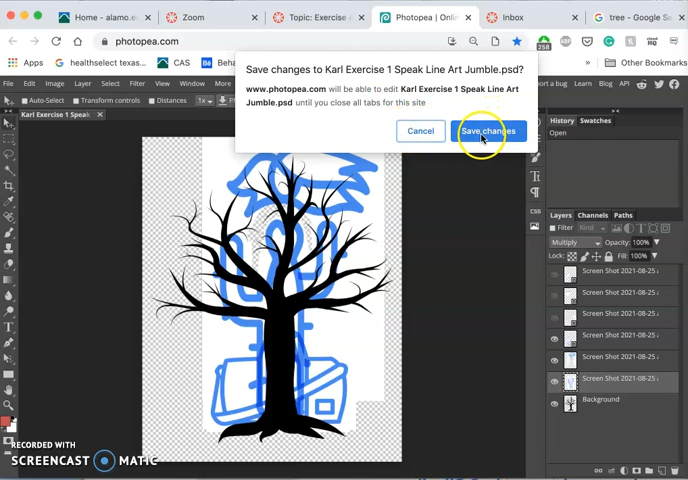 Home - alamo.e
Zoom
Topic: Exercise A
Photopea | Onlin
Inbox
tree - Google Se
photopea.com
258
Apps
healthselect texas...
CAS
Beha
Other Bookmarks
Save changes to Karl Exercise 1 Speak Line Art Jumble.psd?
www.photopea.com will be able to edit Karl Exercise 1 Speak Line Art
Jumble.psd until you close all tabs for this site
Cancel
Save changes
File Edit Image Layer Select Filter View Window More
Learn Blog API
Auto-Select Transform controls Distances 1x
Karl Exercise 1 Speak
History Swatches
Open
CSS
Layers Channels Paths
Filter Kind
Multiply Opacity: 100%
Lock: Fill: 100%
Screen Shot 2021-08-25
Screen Shot 2021-08-25
Screen Shot 2021-08-25
Screen Shot 2021-08-25
Screen Shot 2021-08-25
Screen Shot 2021-08-25
Background
RECORDED WITH
SCREENCAST MATIC